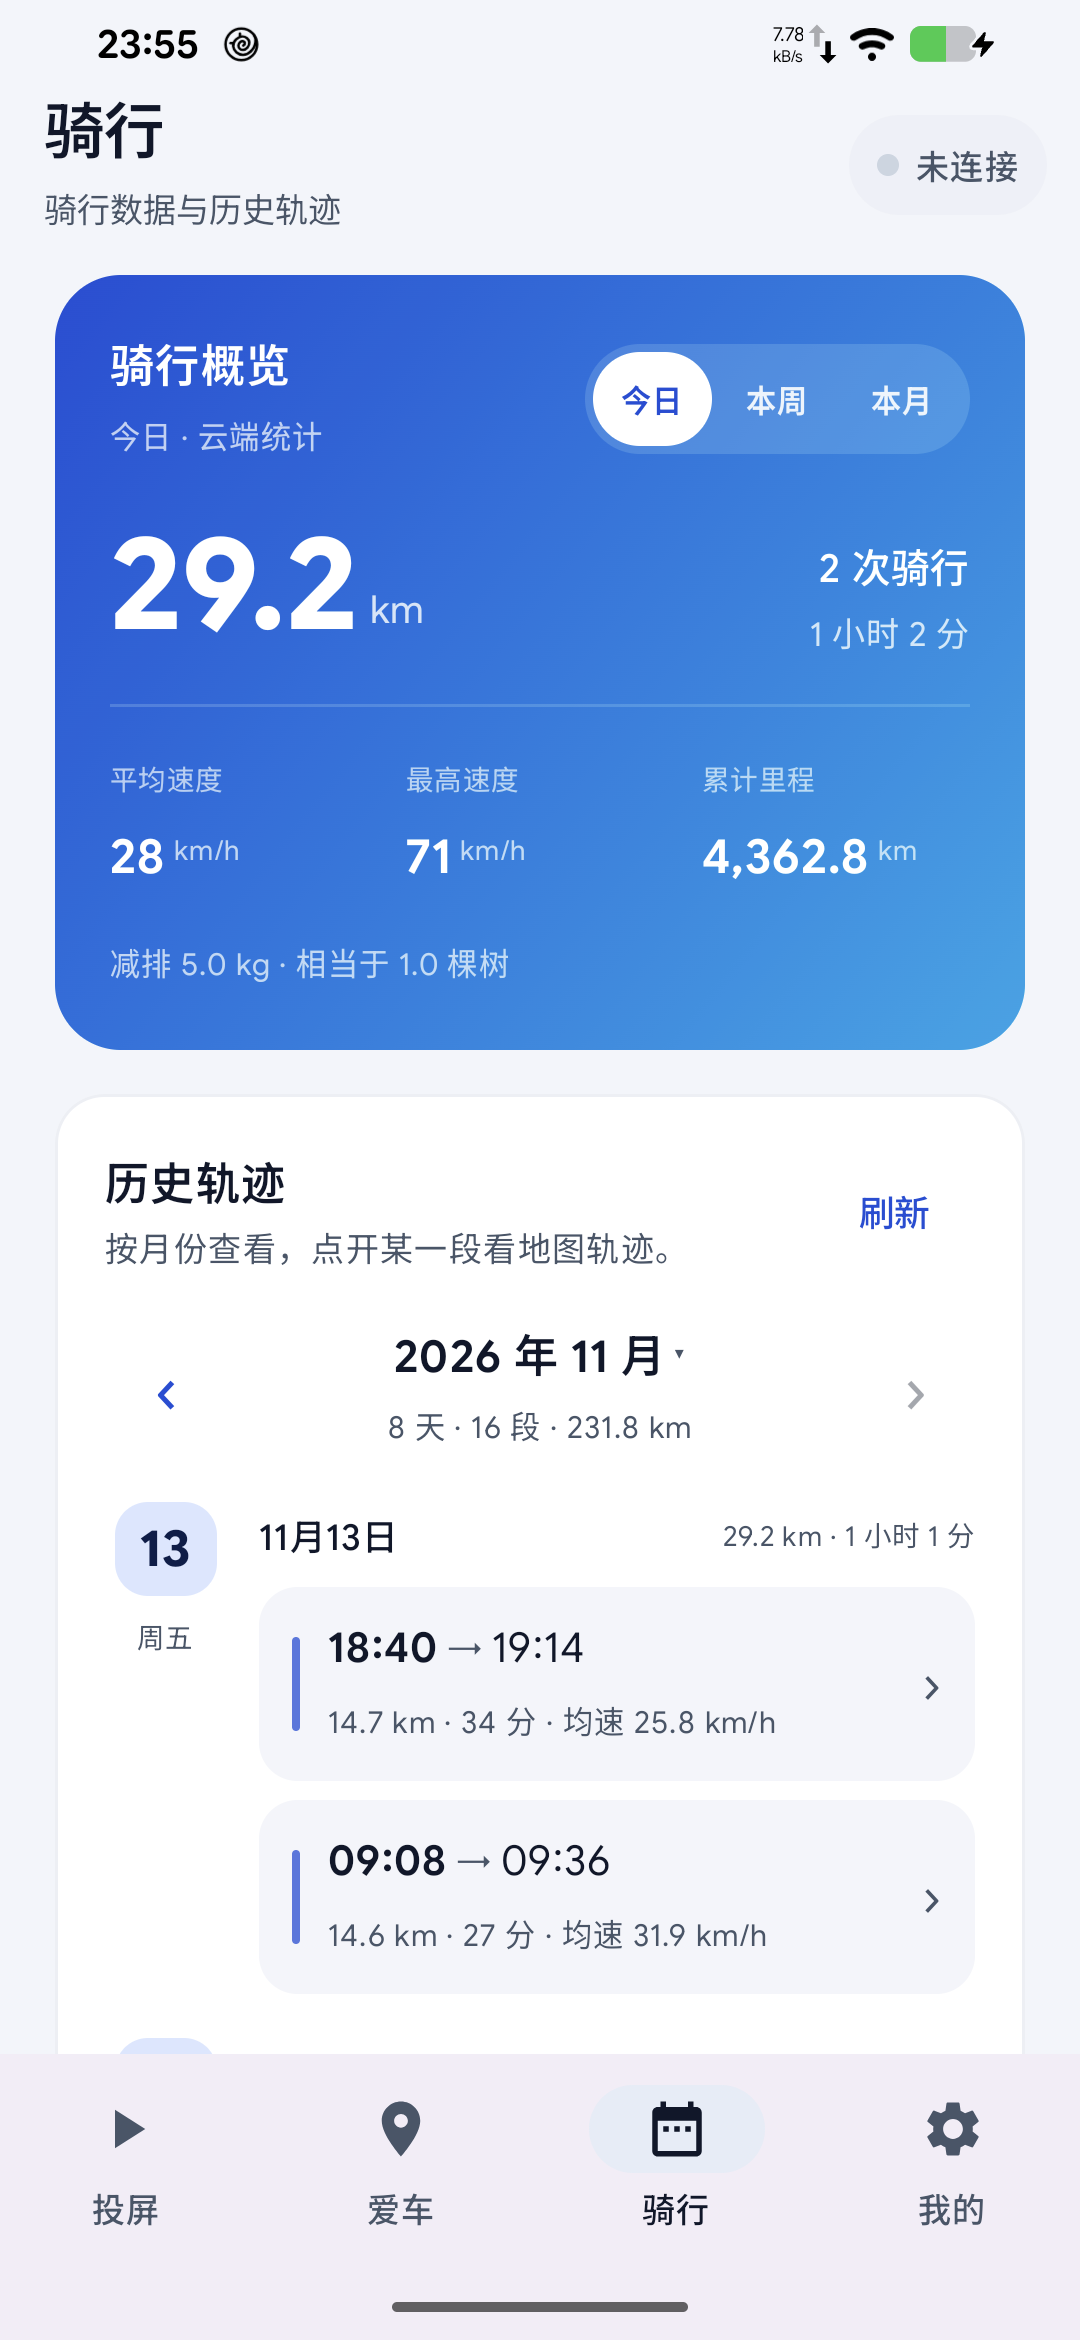 23:55
7.78
kB/s
骑行
未连接
骑行数据与历史轨迹
骑行概览
今日 · 云端统计
今日
本周
本月
29.2 km
2 次骑行
1 小时 2 分
平均速度
最高速度
累计里程
28 km/h
71 km/h
4,362.8 km
减排 5.0 kg · 相当于 1.0 棵树
历史轨迹
刷新
按月份查看，点开某一段看地图轨迹。
2026 年 11 月 ▾
8 天 · 16 段 · 231.8 km
13
周五
11月13日
29.2 km · 1 小时 1 分
18:40 → 19:14
14.7 km · 34 分 · 均速 25.8 km/h
09:08 → 09:36
14.6 km · 27 分 · 均速 31.9 km/h
投屏
爱车
骑行
我的